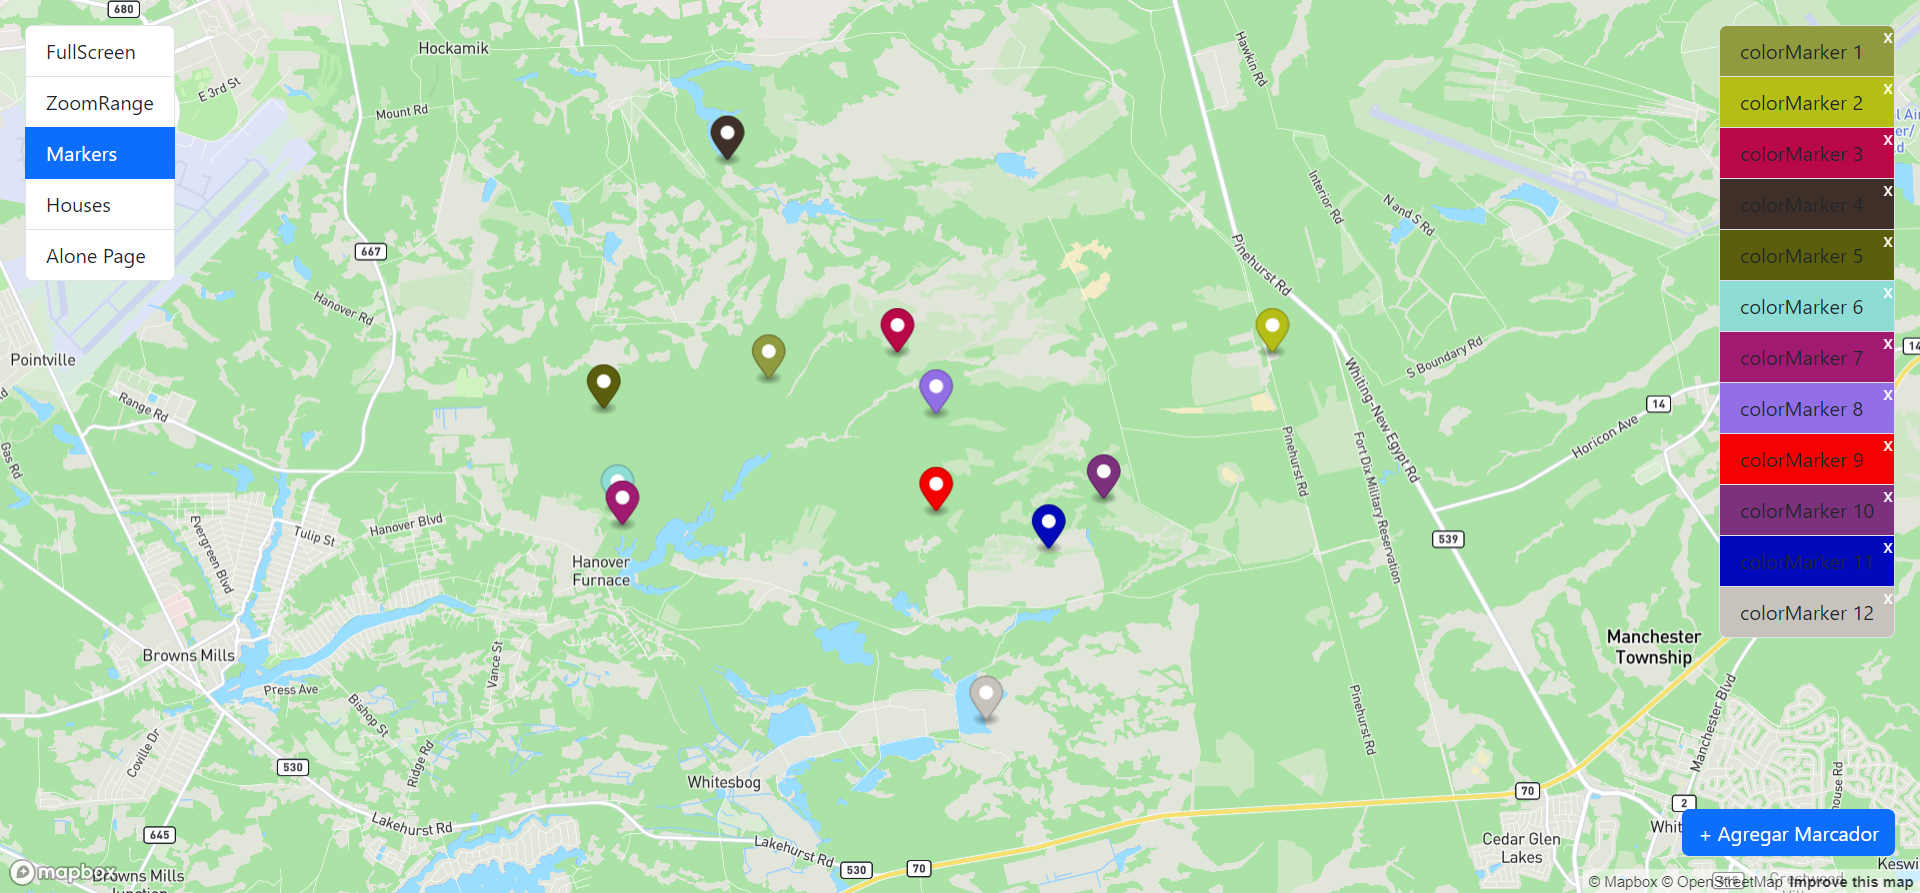 680
FullScreen
ZoomRange
Markers
Houses
Alone Page
Hockamik
E 3rd St
Mount Rd
667
Hanover Rd
Pointville
Range Rd
Gas Rd
Evergreen Blvd
Tulip St
Hanover Blvd
Hanover
Furnace
Browns Mills
Press Ave
Vance St
Bishop St
Coville Dr
Ridge Rd
530
645
Lakehurst Rd
Whitesbog
Lakehurst Rd
530
70
Browns Mills
mapbox
Hawkin Rd
Interior Rd
N and S Rd
Pinehurst Rd
S Boundary Rd
Whiting-New Egypt Rd
14
Horicon Ave
14
Pinehurst Rd
Fort Dix Military Reservation
539
Pinehurst Rd
Manchester
Township
Manchester Blvd
70
2
Cedar Glen
Lakes
colorMarker 1 x
colorMarker 2 x
colorMarker 3 x
colorMarker 4 x
colorMarker 5 x
colorMarker 6 x
colorMarker 7 x
colorMarker 8 x
colorMarker 9 x
colorMarker 10 x
colorMarker 11 x
colorMarker 12 x
+ Agregar Marcador
© Mapbox © OpenStreetMap Improve this map